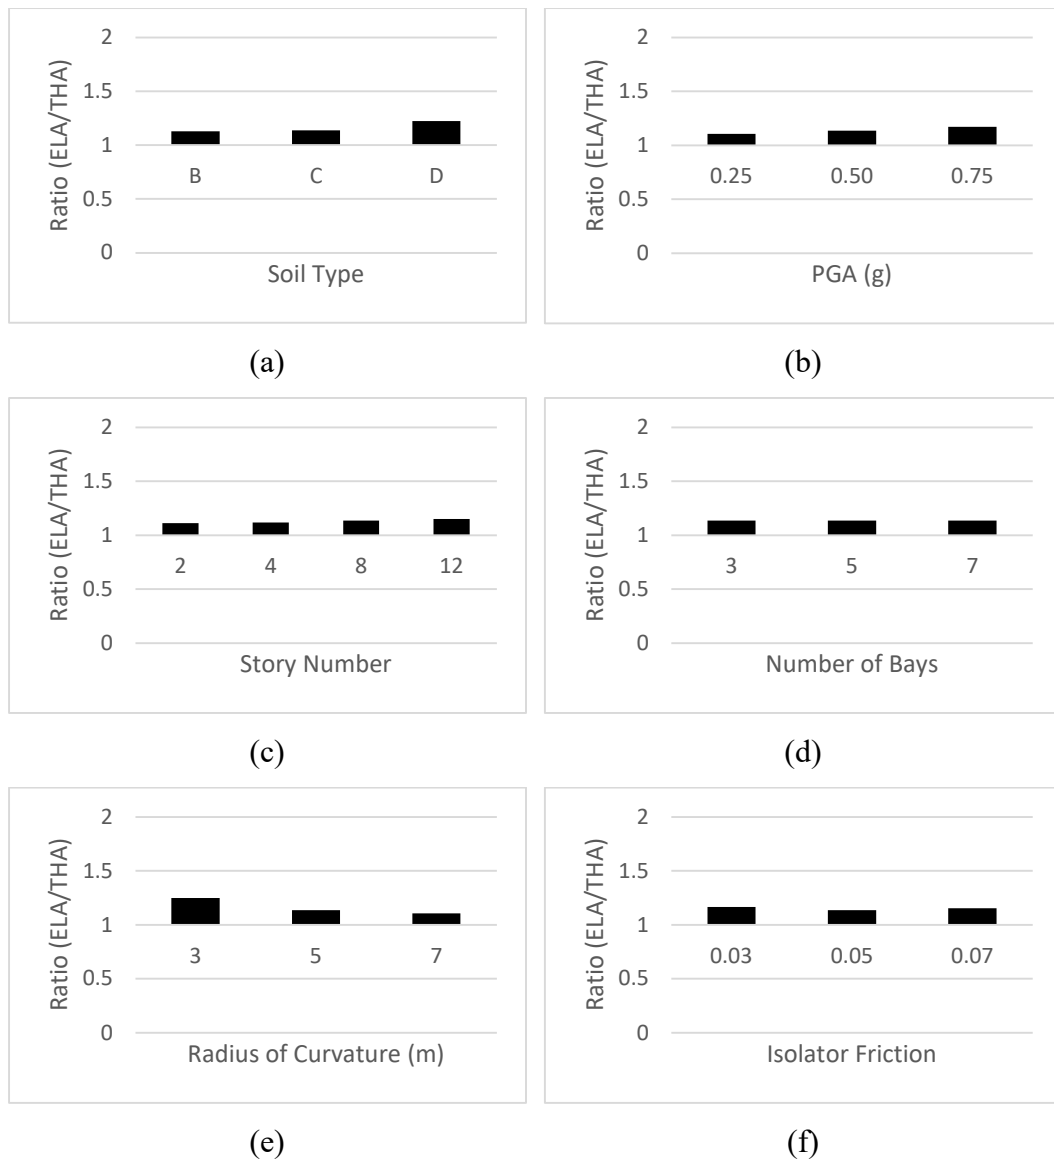 2
1.5
1
0.5
0
Ratio (ELA/THA)
B C D
Soil Type
(a)
2
1.5
1
0.5
0
Ratio (ELA/THA)
0.25 0.50 0.75
PGA (g)
(b)
2
1.5
1
0.5
0
Ratio (ELA/THA)
2 4 8 12
Story Number
(c)
2
1.5
1
0.5
0
Ratio (ELA/THA)
3 5 7
Number of Bays
(d)
2
1.5
1
0.5
0
Ratio (ELA/THA)
3 5 7
Radius of Curvature (m)
(e)
2
1.5
1
0.5
0
Ratio (ELA/THA)
0.03 0.05 0.07
Isolator Friction
(f)